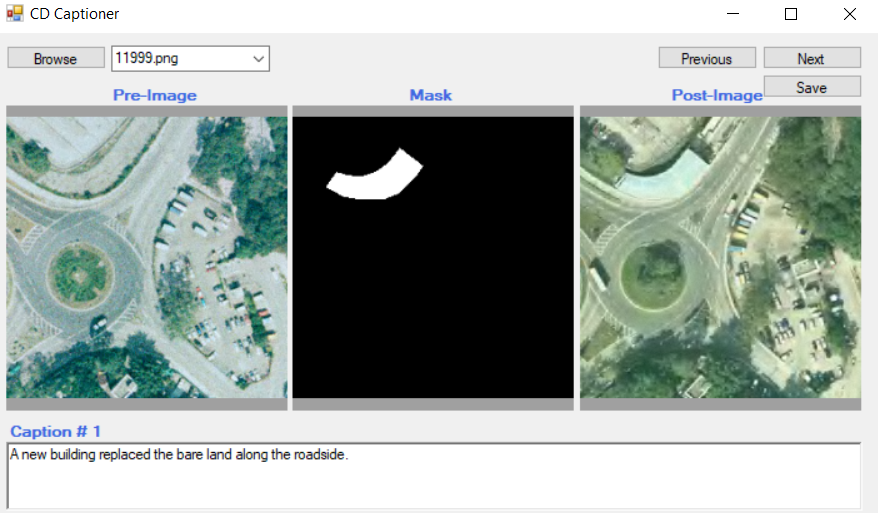 CD Captioner
Browse
11999.png
Previous
Next
Save
Pre-Image
Mask
Post-Image
Caption # 1
A new building replaced the bare land along the roadside.